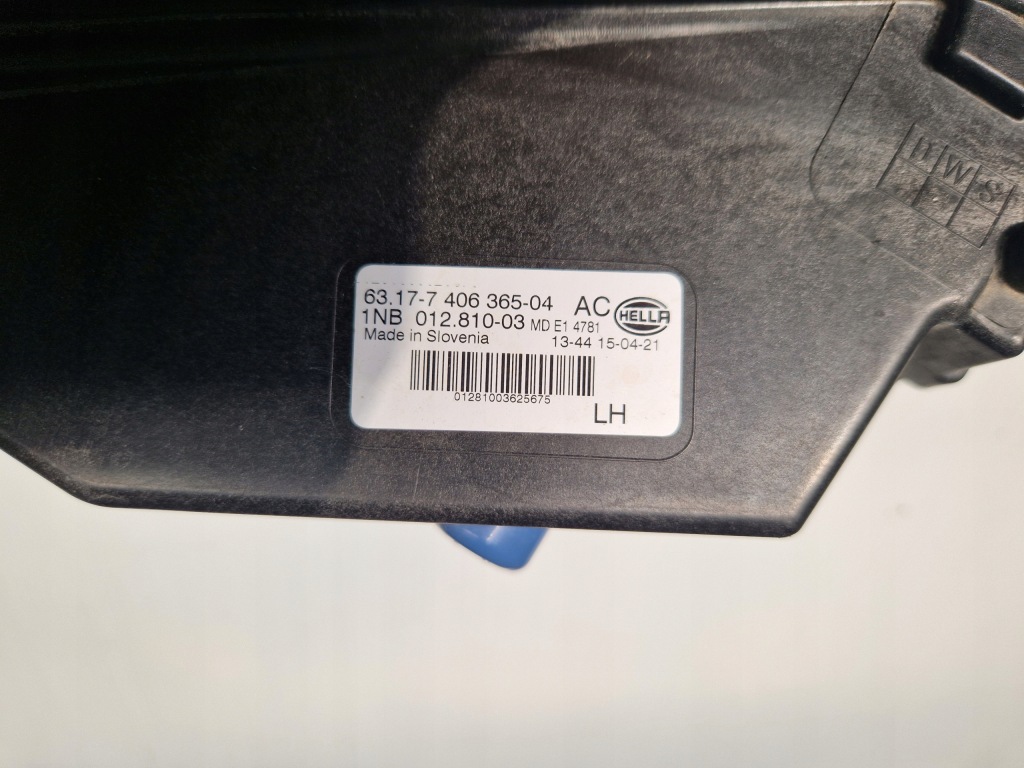 63.17-7 406 365-04 AC HELLA
1NB 012.810-03 MD E1 4781
Made in Slovenia 13-44 15-04-21
01281003625675
LH
W S